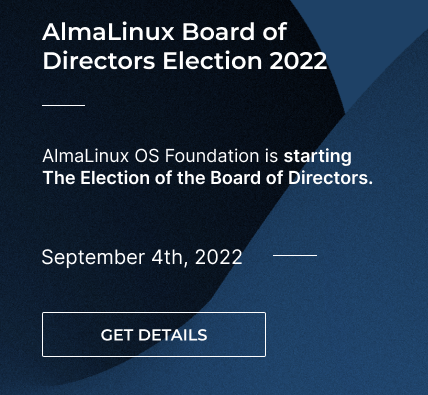 AlmaLinux Board of
Directors Election 2022
AlmaLinux OS Foundation is starting
The Election of the Board of Directors.
September 4th, 2022
GET DETAILS